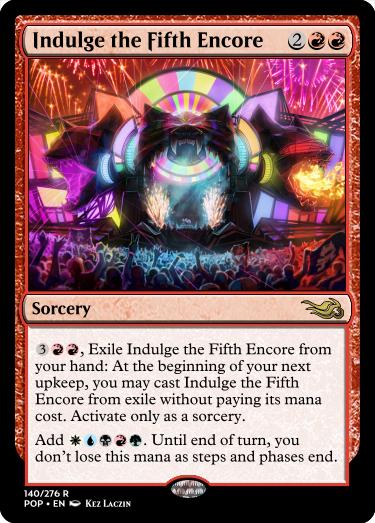 Indulge the Fifth Encore 2
Sorcery
3, Exile Indulge the Fifth Encore from
your hand: At the beginning of your next
upkeep, you may cast Indulge the Fifth
Encore from exile without paying its mana
cost. Activate only as a sorcery.
Add. Until end of turn, you
don't lose this mana as steps and phases end.
140/276 R
POP • EN Kez Laczin